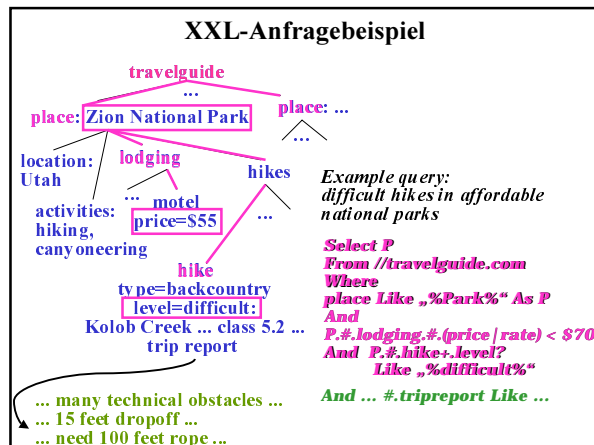 XXL-Anfragebeispiel
travelguide
...
place: Zion National Park
place: ...
...
location:
Utah
lodging
hikes
...
motel
price=$55
...
activities:
hiking,
canyoneering
hike
type=backcountry
level=difficult:
Kolob Creek ... class 5.2 ...
trip report
... many technical obstacles ...
... 15 feet dropoff ...
... need 100 feet rope ...
Example query:
difficult hikes in affordable
national parks
Select P
From //travelguide.com
Where
place Like „%Park%“ As P
And
P.#.lodging.#.(price|rate) < $70
And P.#.hike+.level?
Like „%difficult%“
And ... #.tripreport Like ...